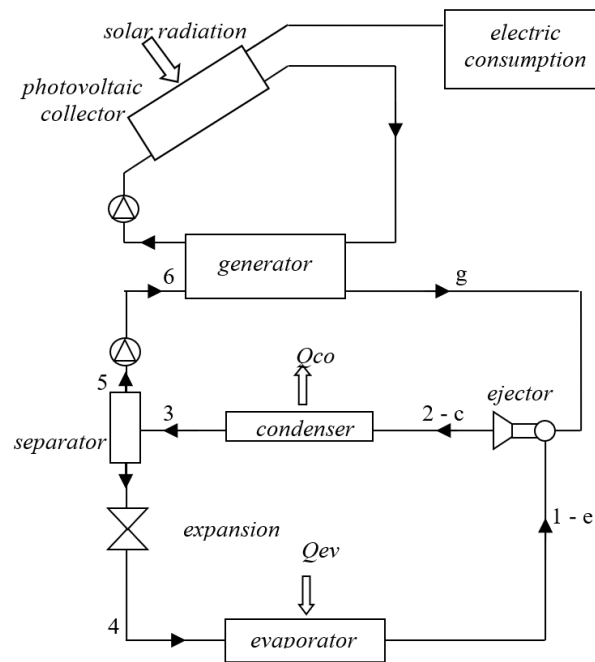 solar radiation
electric
consumption
photovoltaic
collector
generator
6
g
Qco
5
ejector
3
condenser
2 - c
separator
expansion
1 - e
Qev
4
evaporator